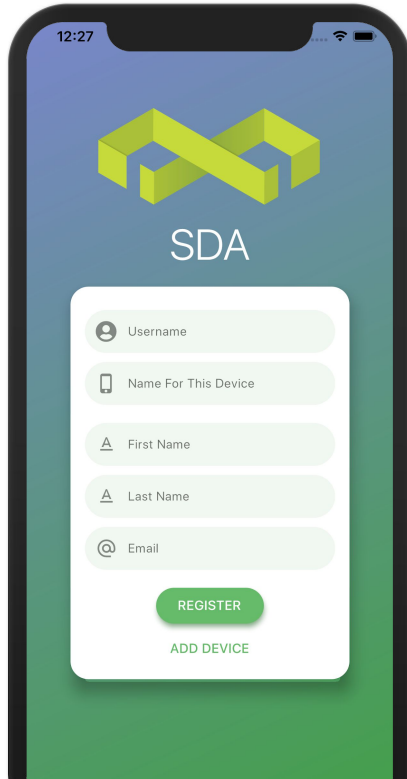 12:27
SDA
Username
Name For This Device
First Name
Last Name
Email
REGISTER
ADD DEVICE